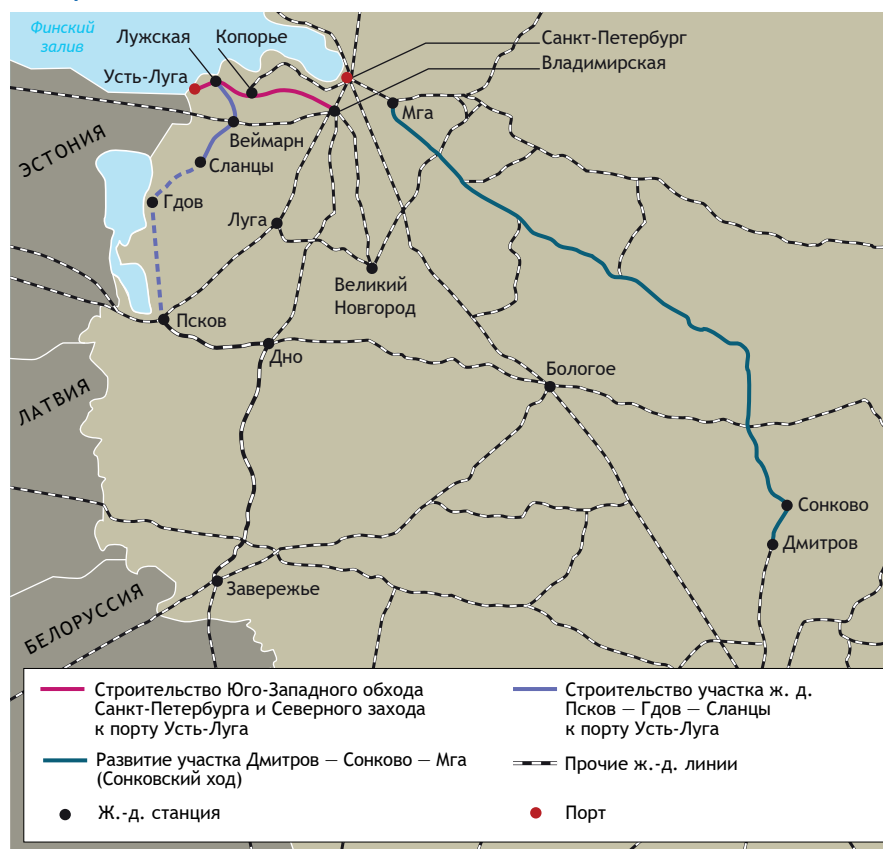 Финский
залив
Лужская
Копорье
Санкт-Петербург
Усть-Луга
Владимирская
Мга
Веймарн
ЭСТОНИЯ
Сланцы
Гдов
Луга
Великий
Новгород
Псков
Дно
Бологое
ЛАТВИЯ
Сонково
Дмитров
Завережье
БЕЛОРУССИЯ
Строительство Юго-Западного обхода
Санкт-Петербурга и Северного захода
к порту Усть-Луга
Строительство участка ж. д.
Псков – Гдов – Сланцы
к порту Усть-Луга
Развитие участка Дмитров – Сонково – Мга
(Сонковский ход)
Прочие ж.-д. линии
Ж.-д. станция
Порт